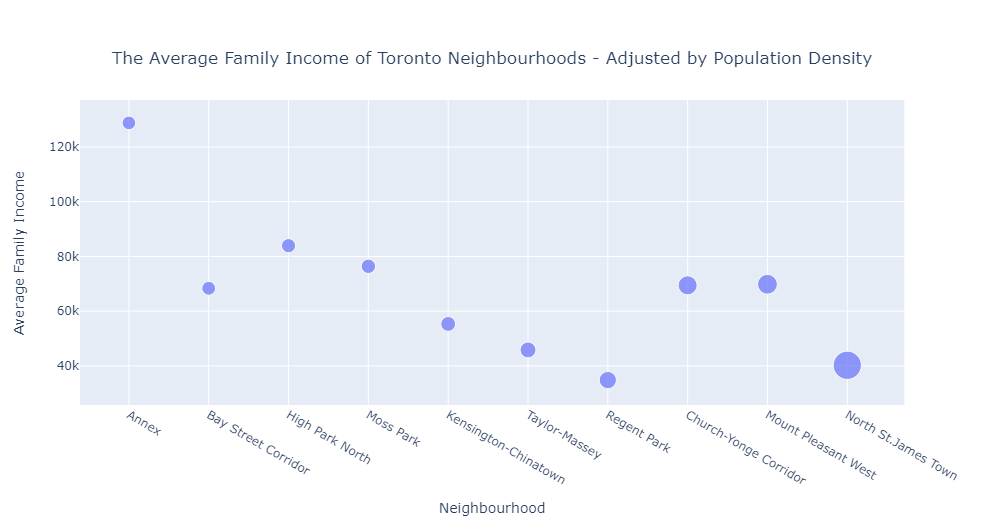 The Average Family Income of Toronto Neighbourhoods - Adjusted by Population Density
Average Family Income
120k
100k
80k
60k
40k
Annex
Bay Street Corridor
High Park North
Moss Park
Kensington-Chinatown
Taylor-Massey
Regent Park
Church-Yonge Corridor
Mount Pleasant West
North St.James Town
Neighbourhood